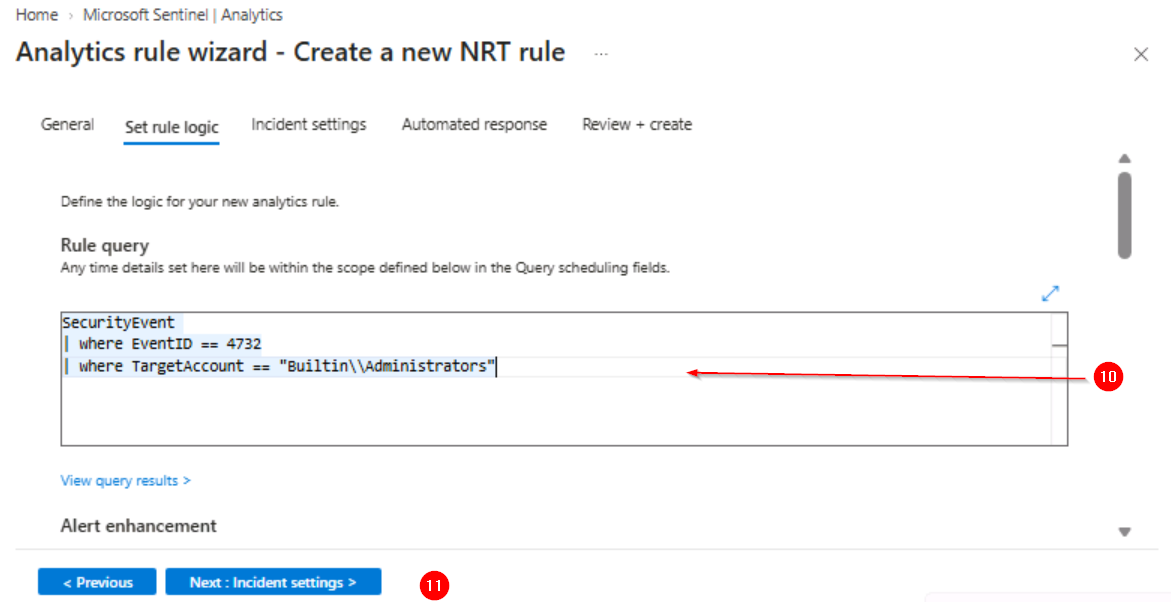 Home > Microsoft Sentinel | Analytics
Analytics rule wizard - Create a new NRT rule ...
General Set rule logic Incident settings Automated response Review + create
Define the logic for your new analytics rule.
Rule query
Any time details set here will be within the scope defined below in the Query scheduling fields.
SecurityEvent
| where EventID == 4732
| where TargetAccount == "Builtin\\Administrators"
10
View query results >
Alert enhancement
< Previous Next : Incident settings > 11